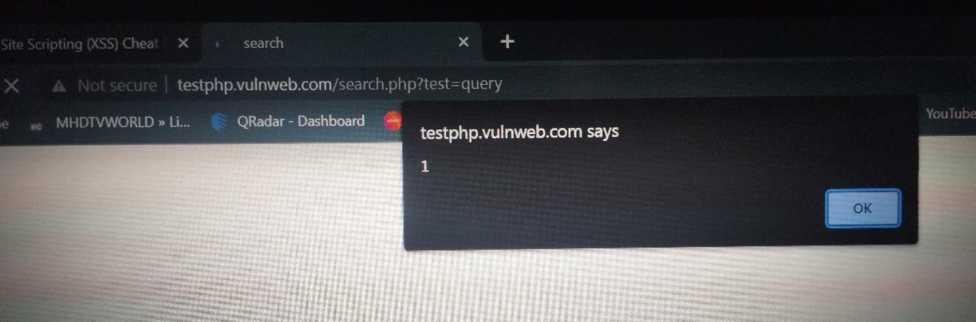 Site Scripting (XSS) Cheat
search
Not secure | testphp.vulnweb.com/search.php?test=query
MHDTVWORLD » Li... QRadar - Dashboard YouTube
testphp.vulnweb.com says
1
OK